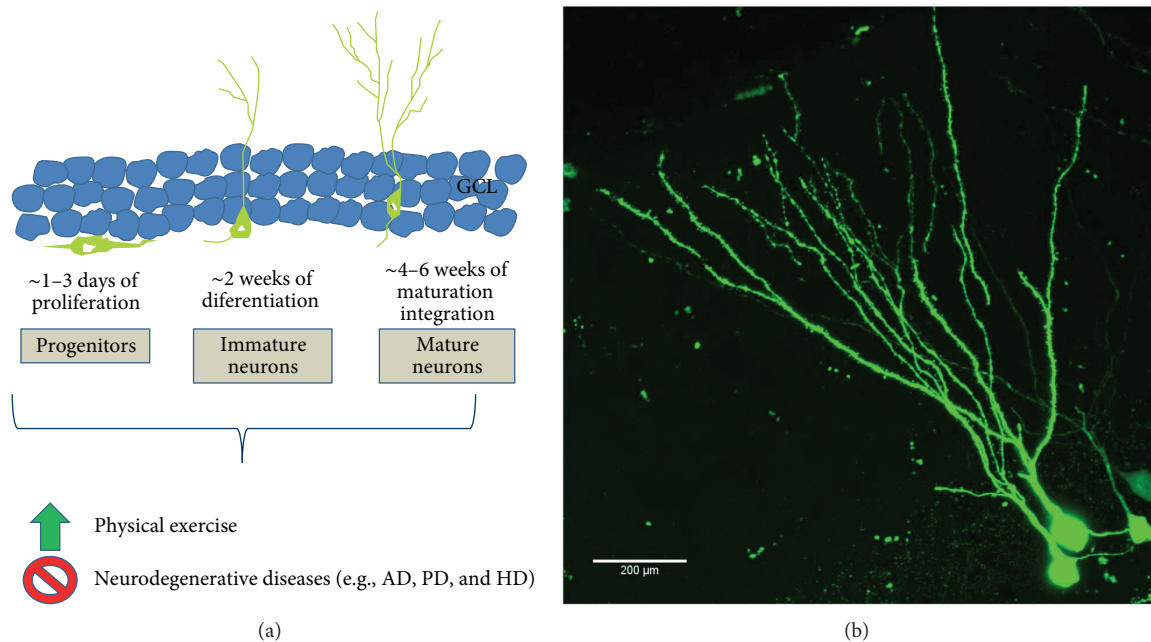 GCL
~1–3 days of
proliferation
~2 weeks of
diferentiation
~4–6 weeks of
maturation
integration
Progenitors
Immature
neurons
Mature
neurons
Physical exercise
Neurodegenerative diseases (e.g., AD, PD, and HD)
(a)
200 µm
(b)